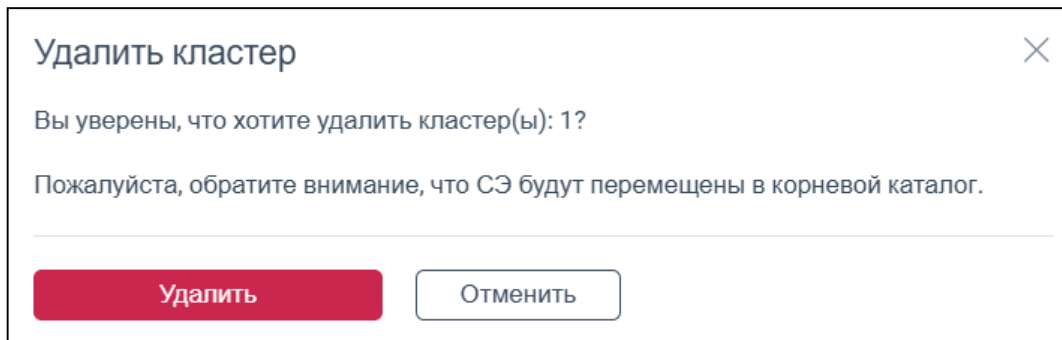 Удалить кластер
Вы уверены, что хотите удалить кластер(ы): 1?
Пожалуйста, обратите внимание, что СЭ будут перемещены в корневой каталог.
Удалить
Отменить